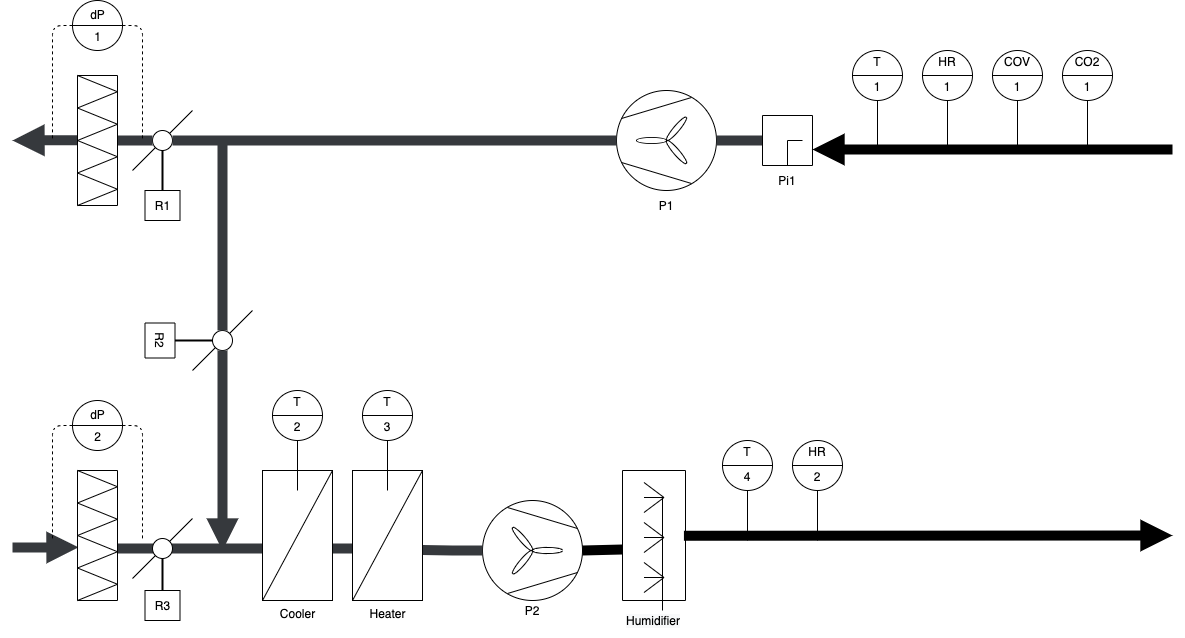 dP
1
T
1
HR
1
COV
1
CO2
1
Pi1
R1
P1
R2
dP
2
T
2
T
3
T
4
HR
2
R3
Cooler
Heater
P2
Humidifier